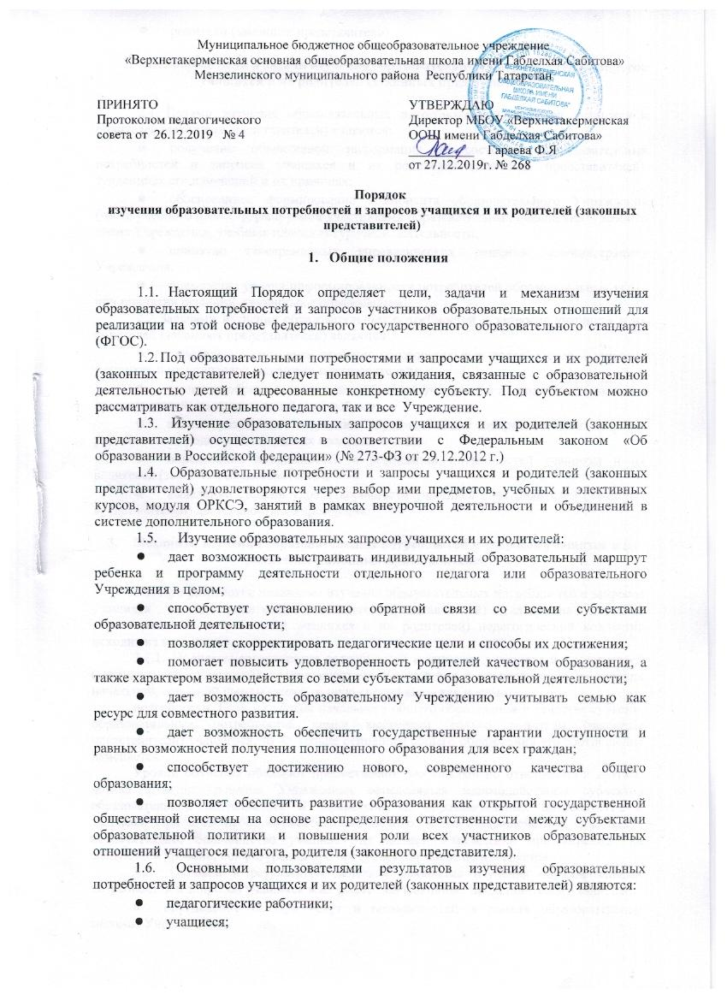 Муниципальное бюджетное общеобразовательное учреждение
«Верхнетакерменская основная общеобразовательная школа имени Габделхая Сабитова»
Мензелинского муниципального района Республики Татарстан
ПРИНЯТО
Протоколом педагогического
совета от 26.12.2019 № 4
УТВЕРЖДАЮ
Директор МБОУ «Верхнетакерменская
ООШ имени Габделхая Сабитова»
__________ Гараева Ф.Я
от 27.12.2019г. № 268
ВЕРХНЕТАКЕРМЕНСКАЯ
ОБЩЕОБРАЗОВАТЕЛЬНАЯ
ШКОЛА ИМЕНИ
ГАБДЕЛХАЯ САБИТОВА"
Порядок
изучения образовательных потребностей и запросов учащихся и их родителей (законных
представителей)
1. Общие положения
1.1. Настоящий Порядок определяет цели, задачи и механизм изучения
образовательных потребностей и запросов участников образовательных отношений для
реализации на этой основе федерального государственного образовательного стандарта
(ФГОС).
1.2. Под образовательными потребностями и запросами учащихся и их родителей
(законных представителей) следует понимать ожидания, связанные с образовательной
деятельностью детей и адресованные конкретному субъекту. Под субъектом можно
рассматривать как отдельного педагога, так и все Учреждение.
1.3. Изучение образовательных запросов учащихся и их родителей (законных
представителей) осуществляется в соответствии с Федеральным законом «Об
образовании в Российской федерации» (№ 273-ФЗ от 29.12.2012 г.)
1.4. Образовательные потребности и запросы учащихся и родителей (законных
представителей) удовлетворяются через выбор ими предметов, учебных и элективных
курсов, модуля ОРКСЭ, занятий в рамках внеурочной деятельности и объединений в
системе дополнительного образования.
1.5. Изучение образовательных запросов учащихся и их родителей:
● дает возможность выстраивать индивидуальный образовательный маршрут
ребенка и программу деятельности отдельного педагога или образовательного
Учреждения в целом;
● способствует установлению обратной связи со всеми субъектами
образовательной деятельности;
● позволяет скорректировать педагогические цели и способы их достижения;
● помогает повысить удовлетворенность родителей качеством образования, а
также характером взаимодействия со всеми субъектами образовательной деятельности;
● дает возможность образовательному Учреждению учитывать семью как
ресурс для совместного развития.
● дает возможность обеспечить государственные гарантии доступности и
равных возможностей получения полноценного образования для всех граждан;
● способствует достижению нового, современного качества общего
образования;
● позволяет обеспечить развитие образования как открытой государственной
общественной системы на основе распределения ответственности между субъектами
образовательной политики и повышения роли всех участников образовательных
отношений учащегося педагога, родителя (законного представителя).
1.6. Основными пользователями результатов изучения образовательных
потребностей и запросов учащихся и их родителей (законных представителей) являются:
● педагогические работники;
● учащиеся;